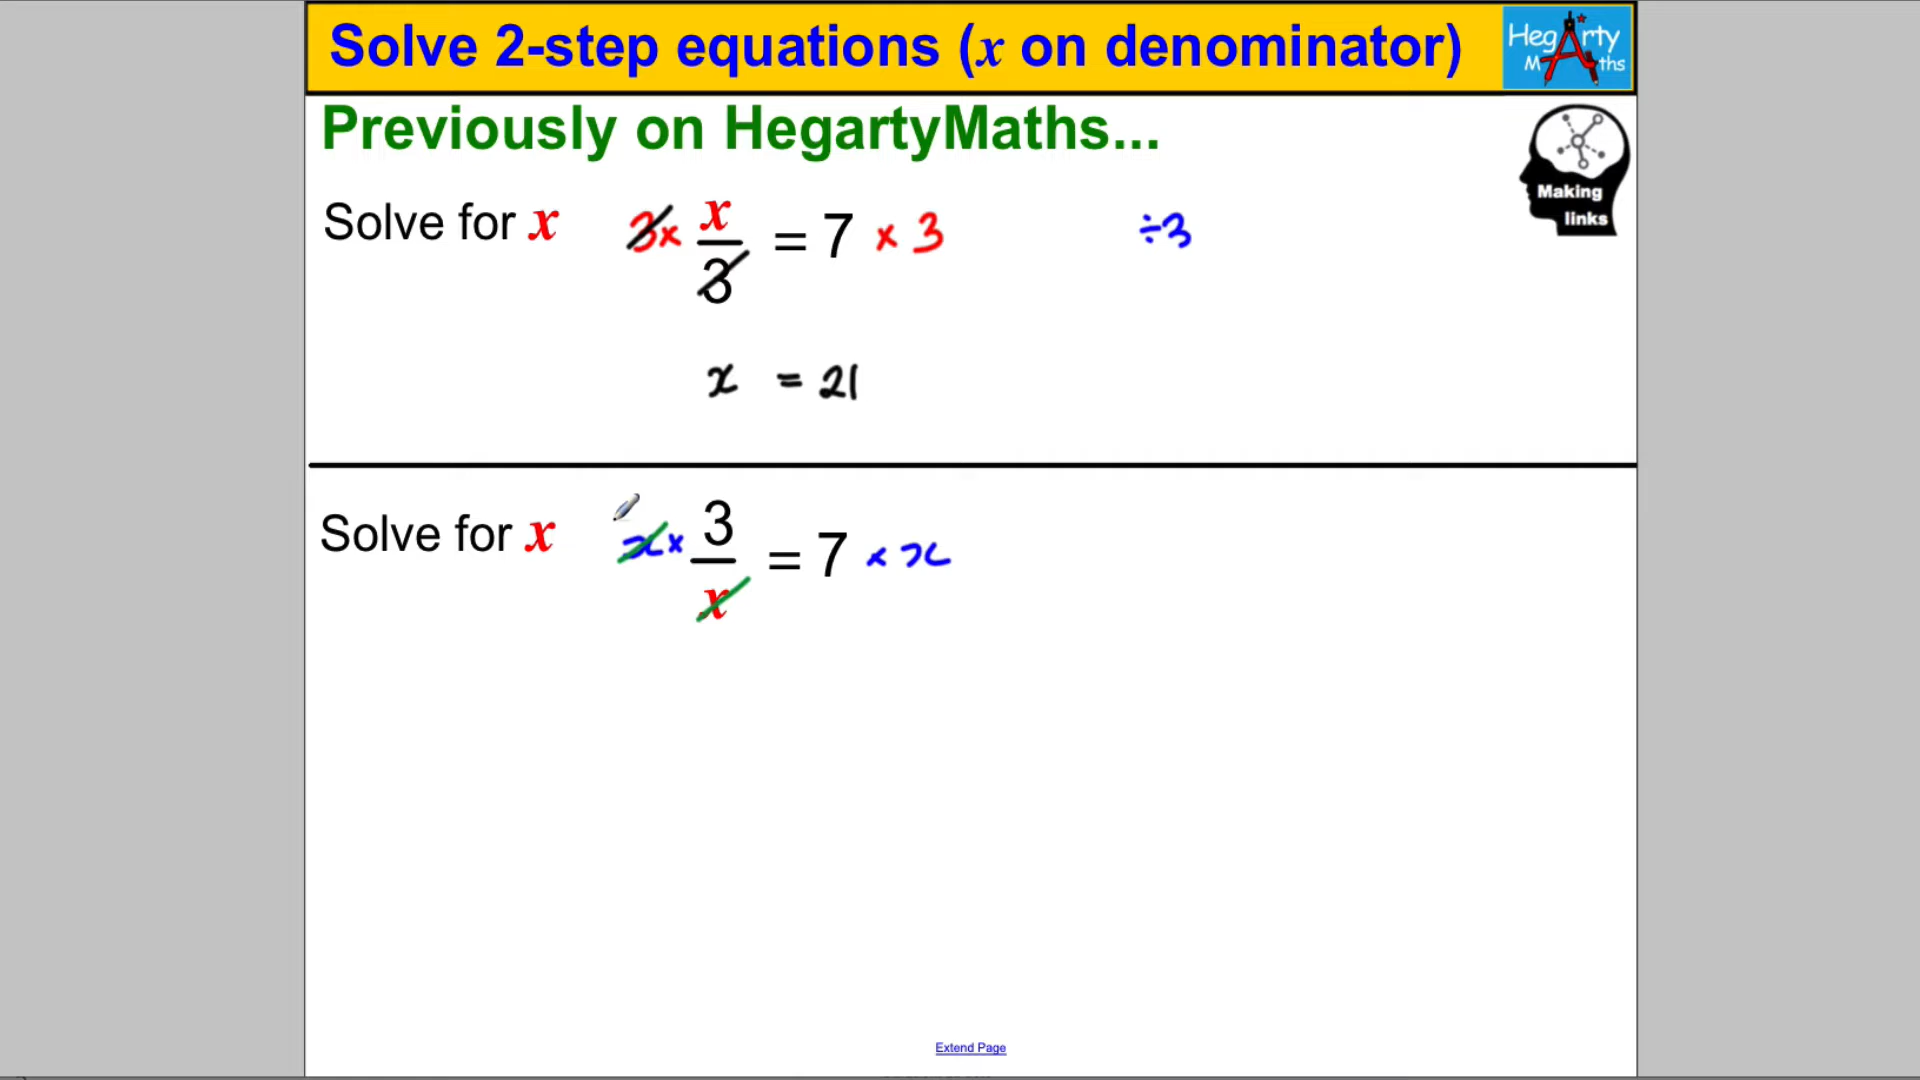 Solve 2-step equations (x on denominator)
HegArty
Maths
Previously on HegartyMaths...
Making
links
Solve for x 3× x/3 = 7 × 3 ÷3
x = 21
Solve for x x× 3/x = 7 × x
Extend Page